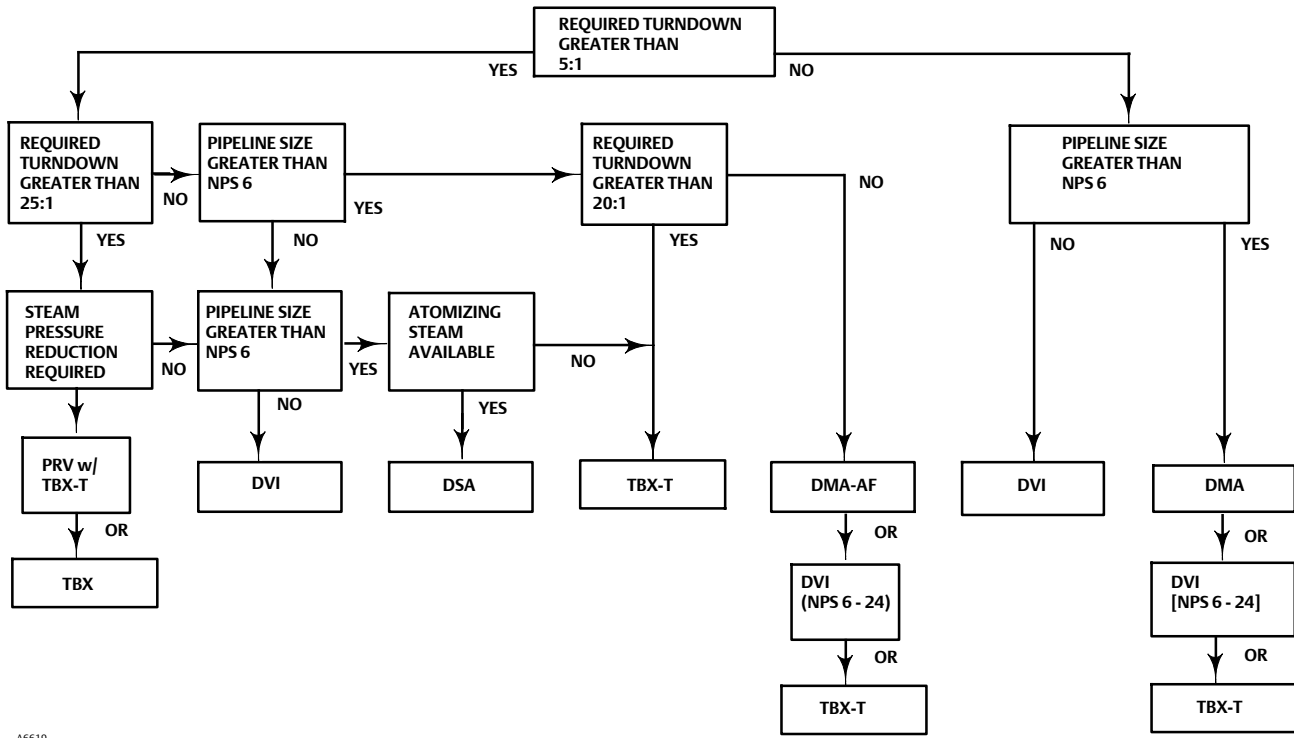 REQUIRED TURNDOWN
GREATER THAN
5:1
YES
NO
REQUIRED
TURNDOWN
GREATER THAN
25:1
NO
PIPELINE SIZE
GREATER THAN
NPS 6
YES
REQUIRED
TURNDOWN
GREATER THAN
20:1
NO
PIPELINE SIZE
GREATER THAN
NPS 6
YES
NO
YES
NO
YES
STEAM
PRESSURE
REDUCTION
REQUIRED
NO
PIPELINE SIZE
GREATER THAN
NPS 6
YES
ATOMIZING
STEAM
AVAILABLE
NO
NO
YES
PRV w/
TBX-T
DVI
DSA
TBX-T
DMA-AF
DVI
DMA
OR
OR
OR
TBX
DVI
(NPS 6 - 24)
DVI
[NPS 6 - 24]
OR
OR
TBX-T
TBX-T
A6619